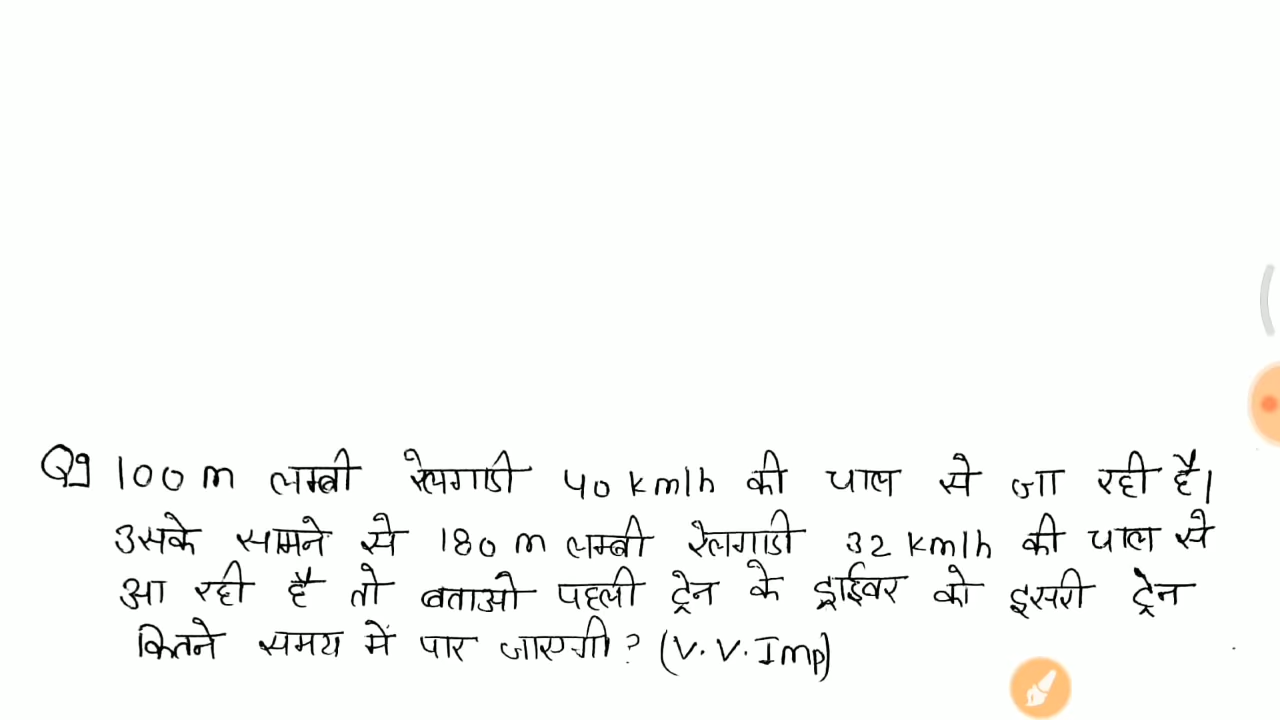 Q9 100 m लम्बी रेलगाडी 40 km/h की चाल से जा रही है।
उसके सामने से 180 m लम्बी रेलगाडी 32 km/h की चाल से
आ रही है तो बताओ पहली ट्रेन के ड्राईवर को दूसरी ट्रेन
कितने समय में पार जाएगी? (V.V.Imp)